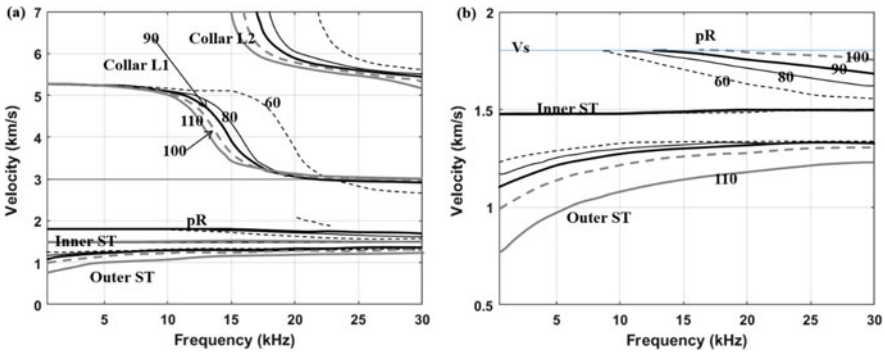 (a)
7
6
5
4
3
2
1
0
Velocity (km/s)
90
Collar L2
Collar L1
60
80
110
100
pR
Inner ST
Outer ST
5 10 15 20 25 30
Frequency (kHz)
(b)
2
1.5
1
0.5
Velocity (km/s)
Vs
pR
100
90
80
60
Inner ST
110
Outer ST
5 10 15 20 25 30
Frequency (kHz)